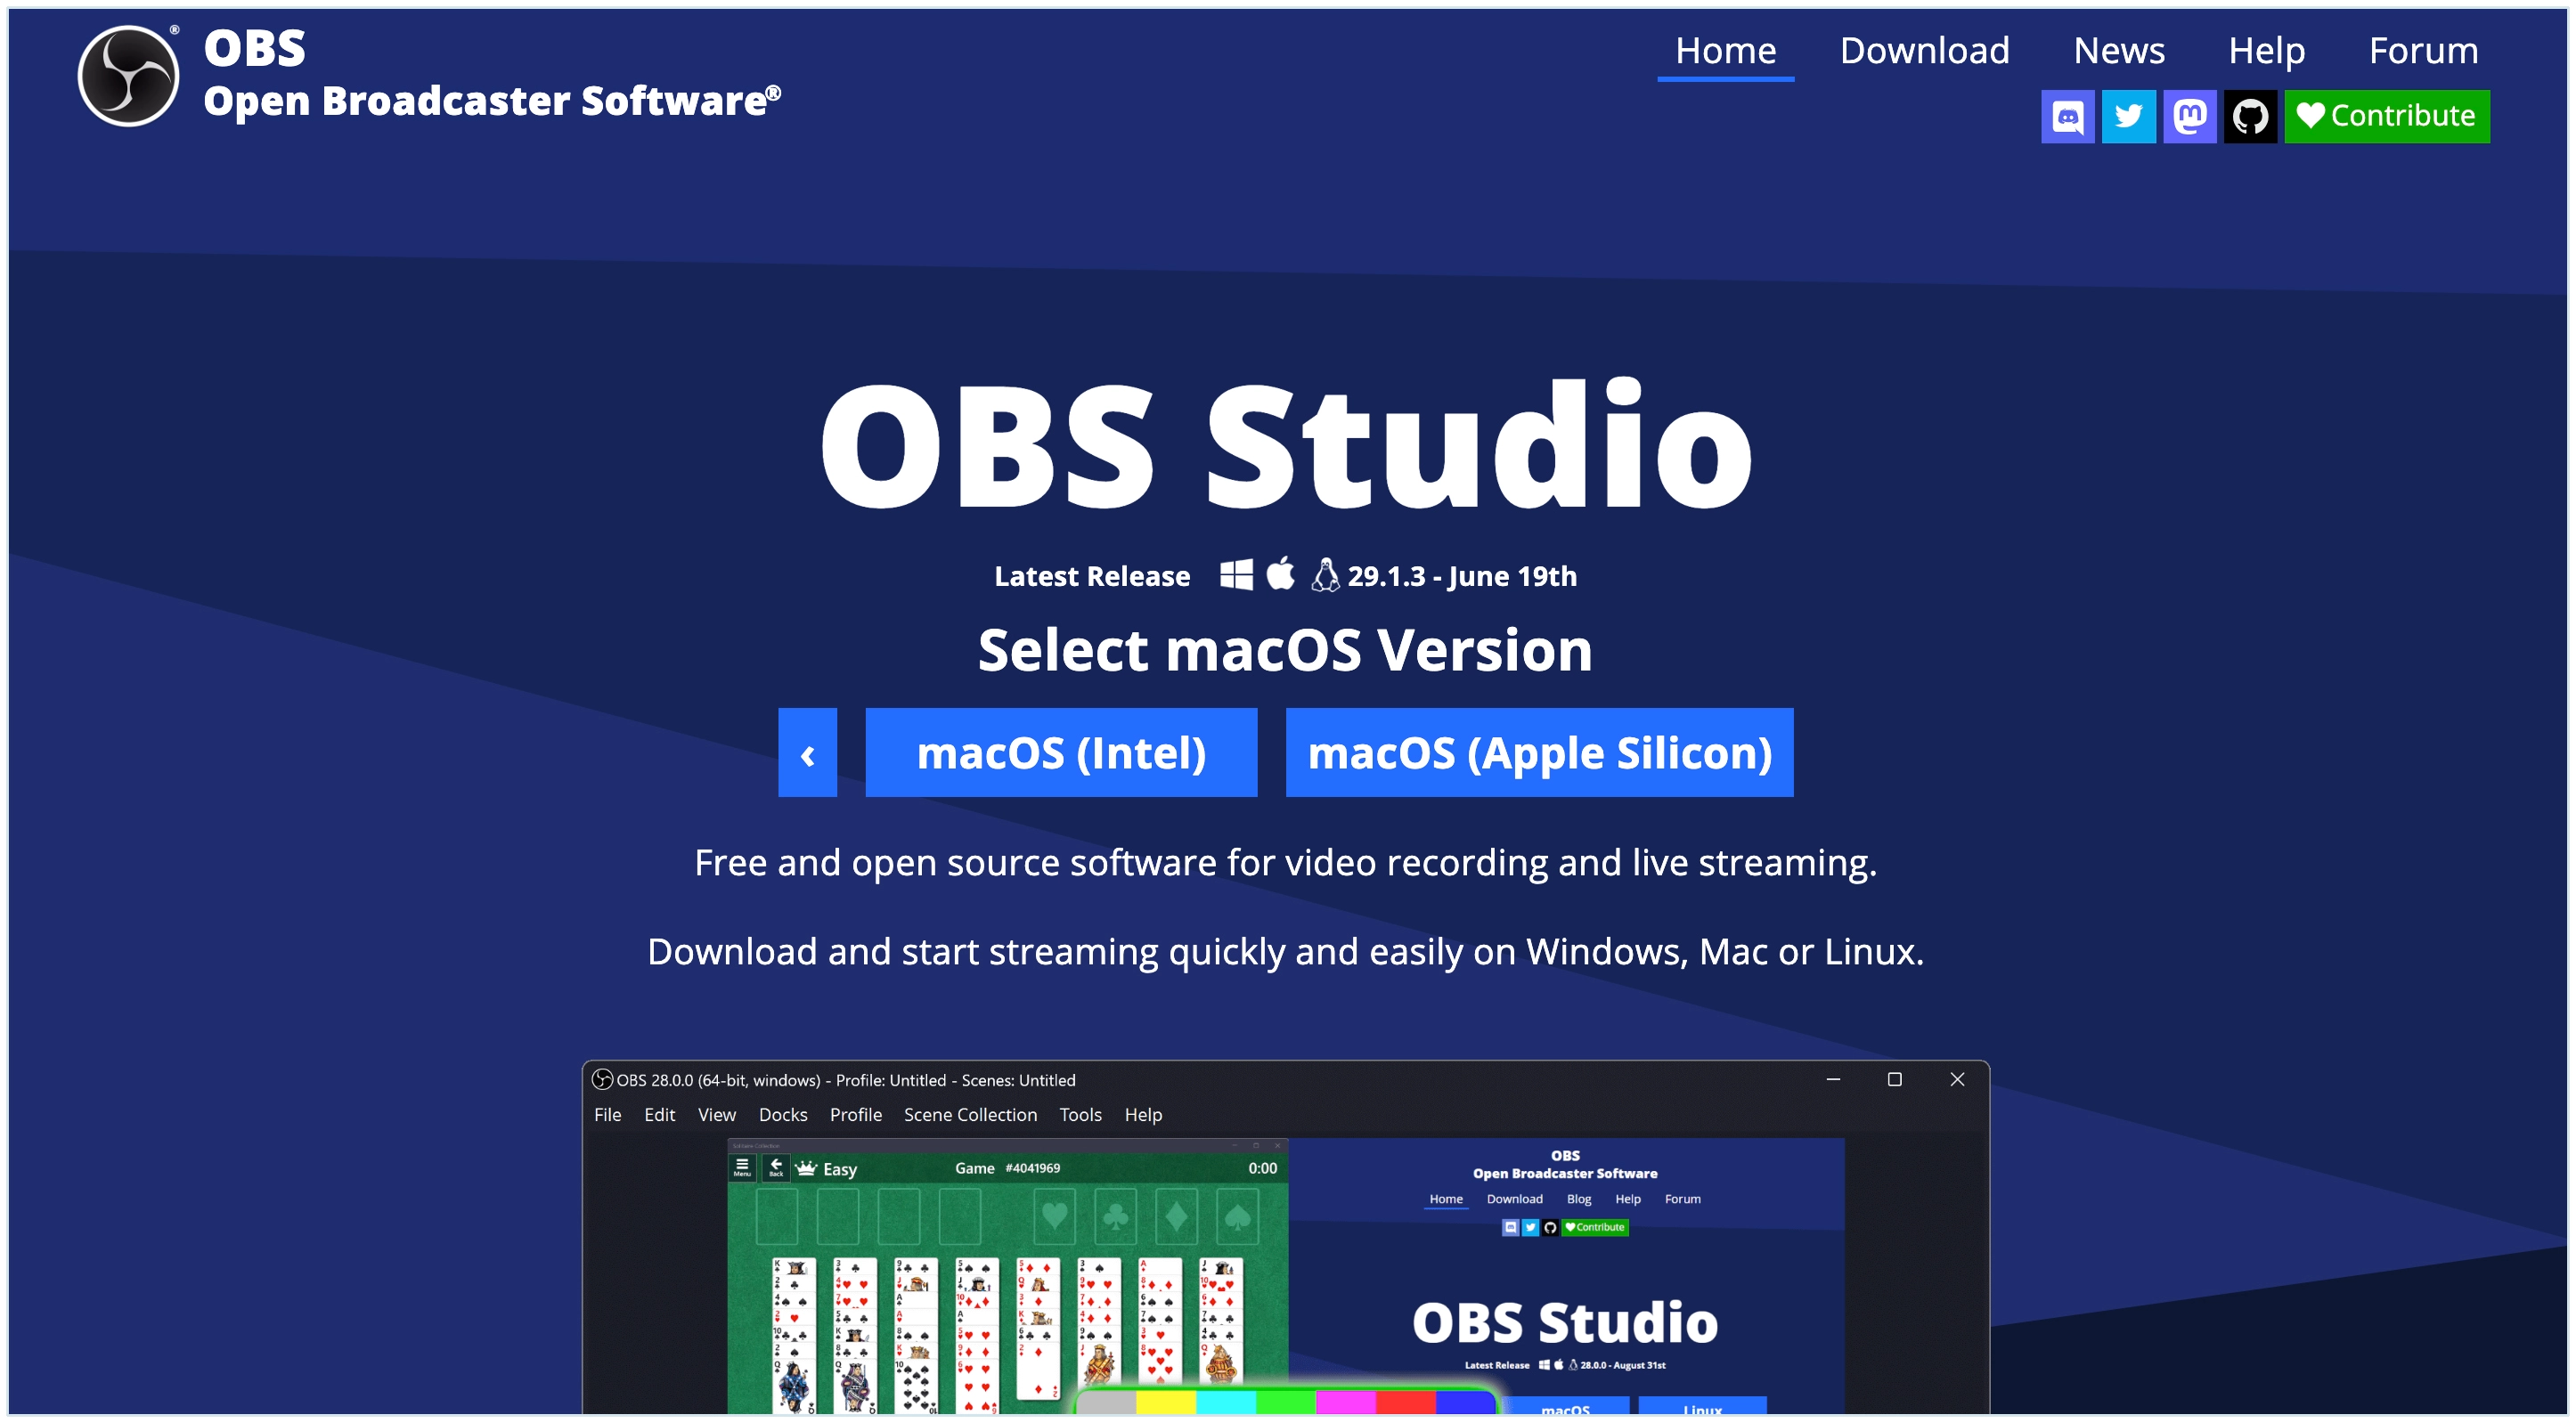 OBS
Open Broadcaster Software®
Home Download News Help Forum
Contribute
OBS Studio
Latest Release 29.1.3 - June 19th
Select macOS Version
‹ macOS (Intel) macOS (Apple Silicon)
Free and open source software for video recording and live streaming.
Download and start streaming quickly and easily on Windows, Mac or Linux.
OBS 28.0.0 (64-bit, windows) - Profile: Untitled - Scenes: Untitled
File Edit View Docks Profile Scene Collection Tools Help
Solitaire Collection
Menu Back Easy Game #4041969 0:00
OBS
Open Broadcaster Software
Home Download Blog Help Forum
Contribute
OBS Studio
Latest Release 28.0.0 - August 31st
macOS Linux